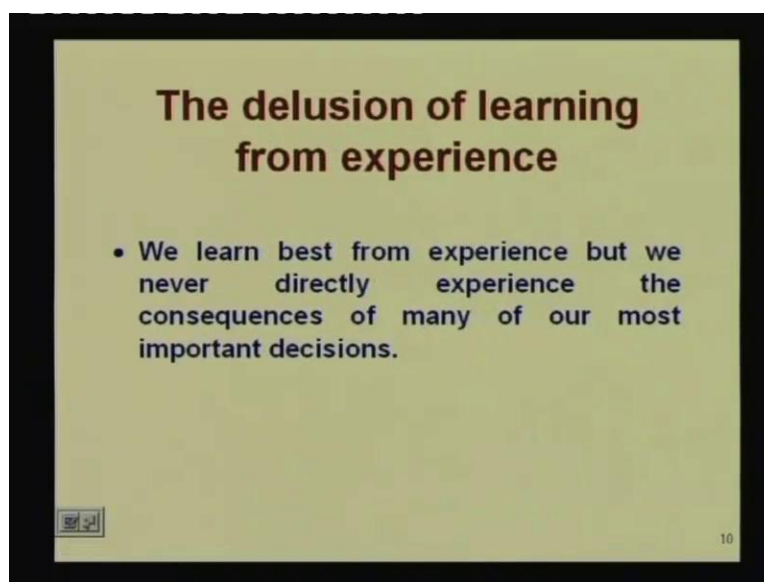 The delusion of learning
from experience
• We learn best from experience but we
never directly experience the
consequences of many of our most
important decisions.
10